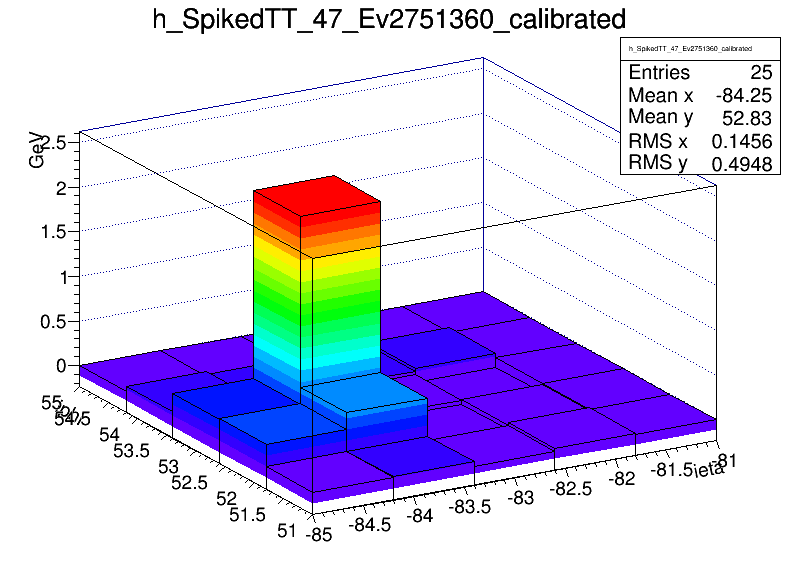 h_SpikedTT_47_Ev2751360_calibrated
h_SpikedTT_47_Ev2751360_calibrated
Entries 25
Mean x -84.25
Mean y 52.83
RMS x 0.1456
RMS y 0.4948
GeV
2.5
2
1.5
1
0.5
0
55
54.5
54
53.5
53
52.5
52
51.5
51
-85
-84.5
-84
-83.5
-83
-82.5
-82
-81.5
-81
ieta